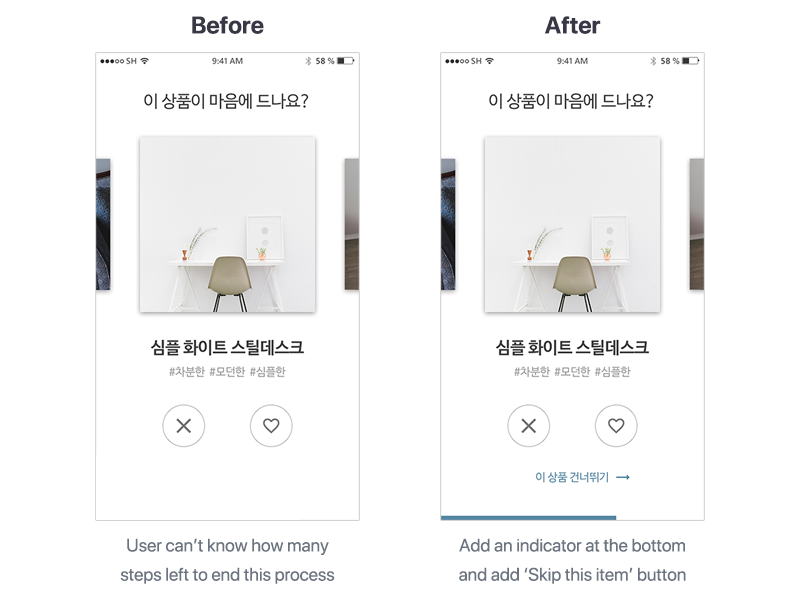 Before
●●●○○ SH 9:41 AM 58 %
이 상품이 마음에 드나요?
심플 화이트 스틸데스크
#차분한 #모던한 #심플한
User can't know how many
steps left to end this process
After
●●●○○ SH 9:41 AM 58 %
이 상품이 마음에 드나요?
심플 화이트 스틸데스크
#차분한 #모던한 #심플한
이 상품 건너뛰기 →
Add an indicator at the bottom
and add ‘Skip this item’ button